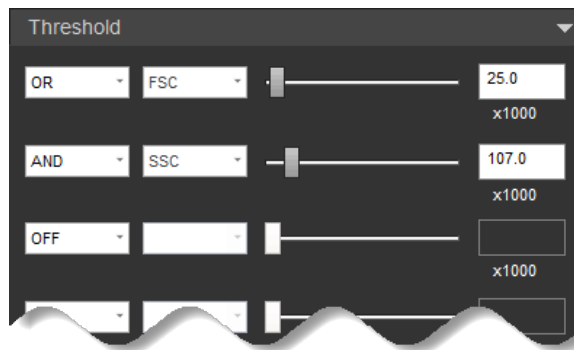 Threshold
OR FSC 25.0
x1000
AND SSC 107.0
x1000
OFF
x1000